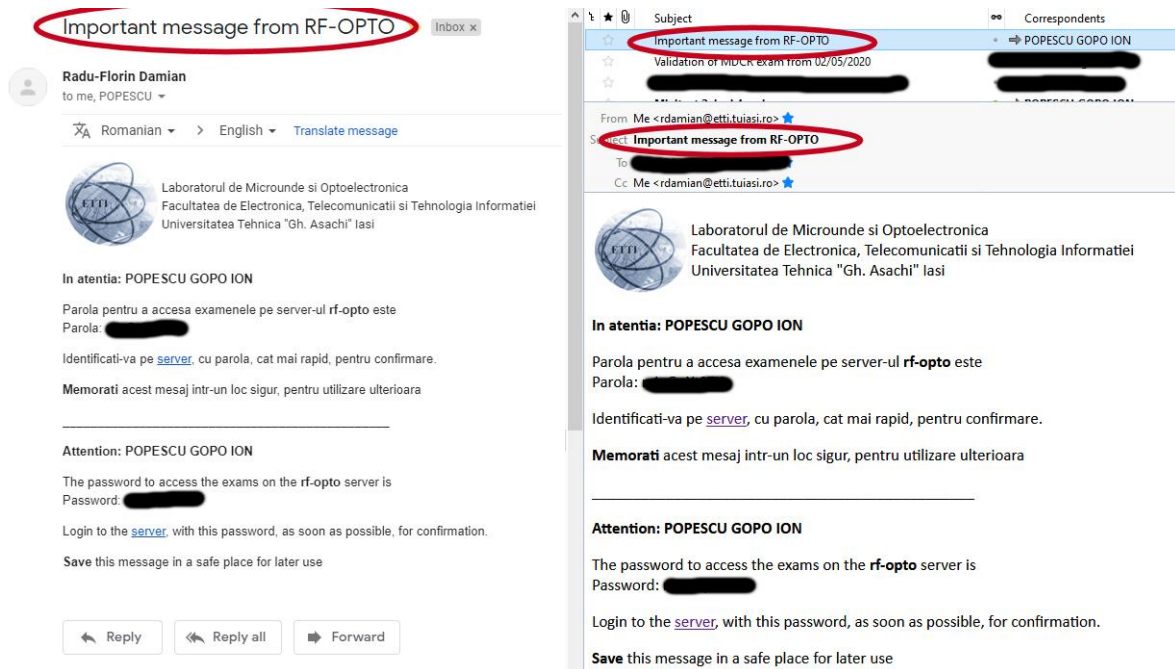 Important message from RF-OPTO
Inbox x
Radu-Florin Damian
to me, POPESCU
Romanian > English Translate message
ETTI
Laboratorul de Microunde si Optoelectronica
Facultatea de Electronica, Telecomunicatii si Tehnologia Informatiei
Universitatea Tehnica "Gh. Asachi" Iasi
In atentia: POPESCU GOPO ION
Parola pentru a accesa examenele pe server-ul rf-opto este
Parola:
Identificati-va pe server, cu parola, cat mai rapid, pentru confirmare.
Memorati acest mesaj intr-un loc sigur, pentru utilizare ulterioara
Attention: POPESCU GOPO ION
The password to access the exams on the rf-opto server is
Password:
Login to the server, with this password, as soon as possible, for confirmation.
Save this message in a safe place for later use
Reply
Reply all
Forward
Subject
Correspondents
Important message from RF-OPTO
POPESCU GOPO ION
Validation of MDCR exam from 02/05/2020
POPESCU GOPO ION
From Me <rdamian@etti.tuiasi.ro>
Subject Important message from RF-OPTO
To
Cc Me <rdamian@etti.tuiasi.ro>
ETTI
Laboratorul de Microunde si Optoelectronica
Facultatea de Electronica, Telecomunicatii si Tehnologia Informatiei
Universitatea Tehnica "Gh. Asachi" Iasi
In atentia: POPESCU GOPO ION
Parola pentru a accesa examenele pe server-ul rf-opto este
Parola:
Identificati-va pe server, cu parola, cat mai rapid, pentru confirmare.
Memorati acest mesaj intr-un loc sigur, pentru utilizare ulterioara
Attention: POPESCU GOPO ION
The password to access the exams on the rf-opto server is
Password:
Login to the server, with this password, as soon as possible, for confirmation.
Save this message in a safe place for later use